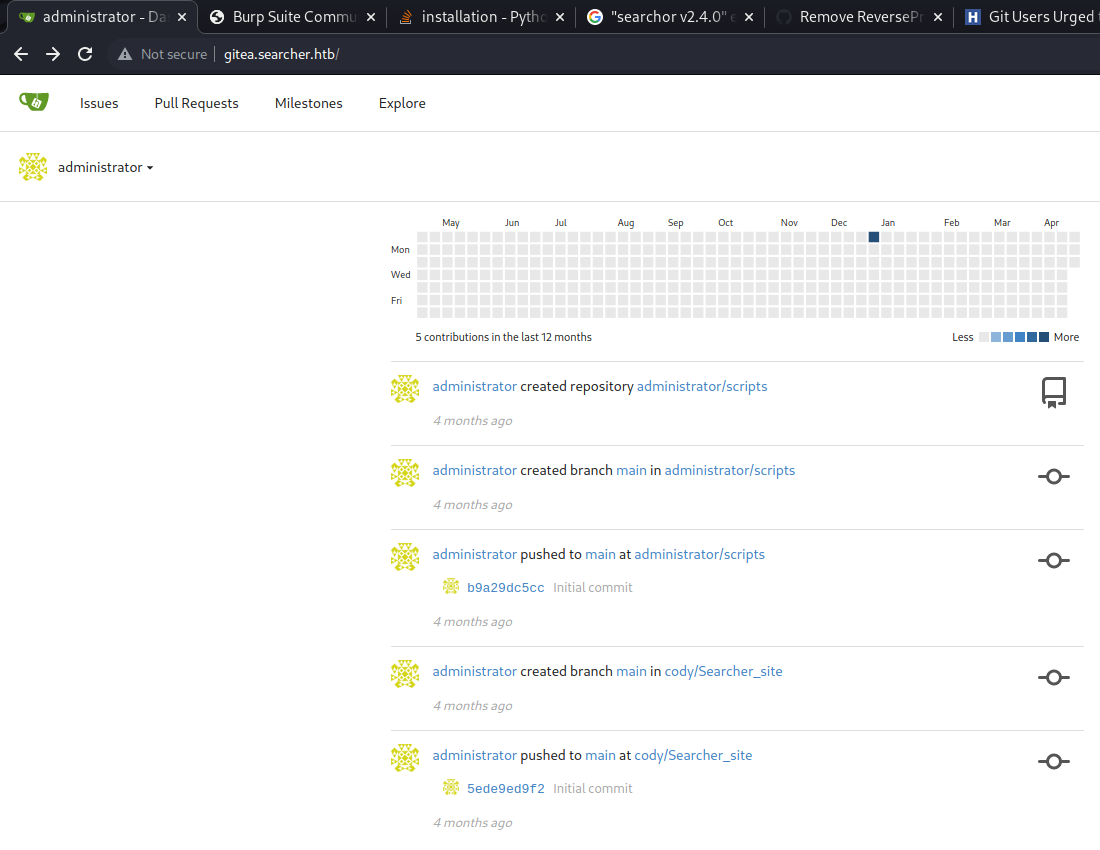 administrator - Da
Burp Suite Commu
installation - Pytho
"searchor v2.4.0" e
Remove ReversePr
Git Users Urged t
Not secure
gitea.searcher.htb/
Issues Pull Requests Milestones Explore
administrator
May Jun Jul Aug Sep Oct Nov Dec Jan Feb Mar Apr
Mon
Wed
Fri
5 contributions in the last 12 months
Less More
administrator created repository administrator/scripts
4 months ago
administrator created branch main in administrator/scripts
4 months ago
administrator pushed to main at administrator/scripts
b9a29dc5cc Initial commit
4 months ago
administrator created branch main in cody/Searcher_site
4 months ago
administrator pushed to main at cody/Searcher_site
5ede9ed9f2 Initial commit
4 months ago